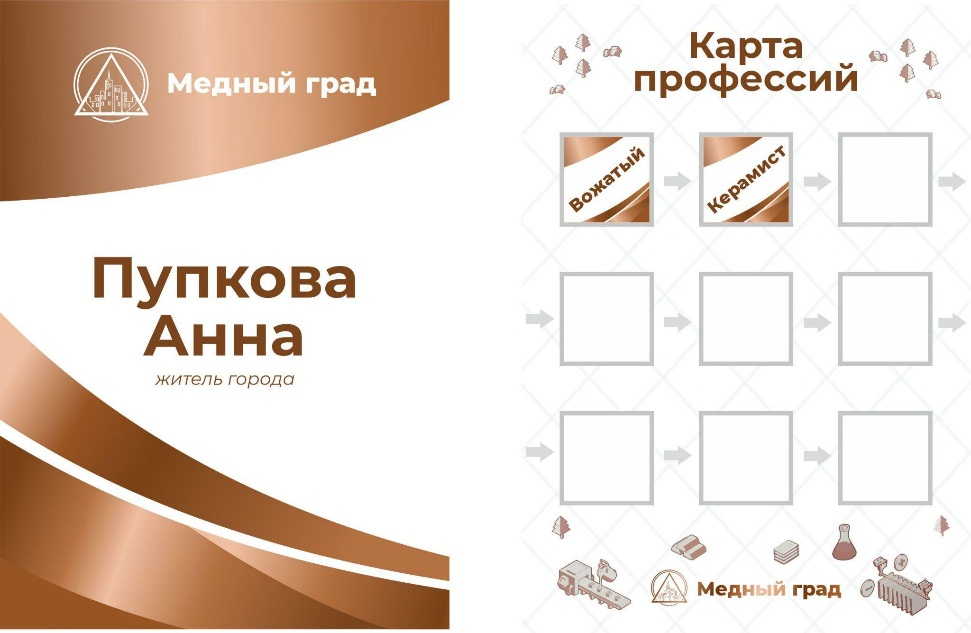 Медный град
Пупкова
Анна
житель города
Карта
профессий
Вожатый
Керамист
Медный град